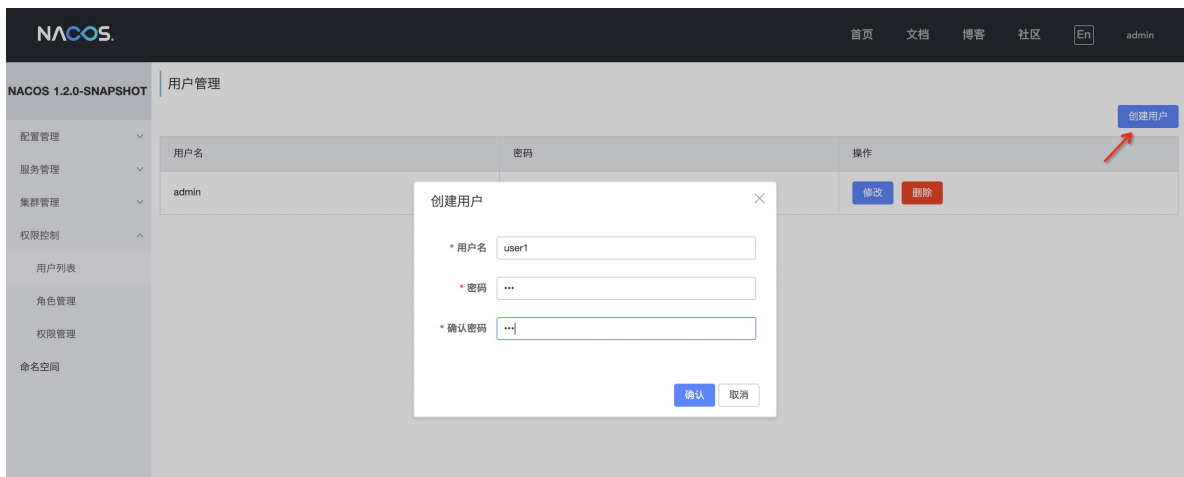 NACOS.
首页 文档 博客 社区 En admin
NACOS 1.2.0-SNAPSHOT
用户管理
创建用户
配置管理
服务管理
集群管理
权限控制
用户列表
角色管理
权限管理
命名空间
用户名 密码 操作
admin 修改 删除
创建用户
* 用户名 user1
* 密码 •••
* 确认密码 •••
确认 取消